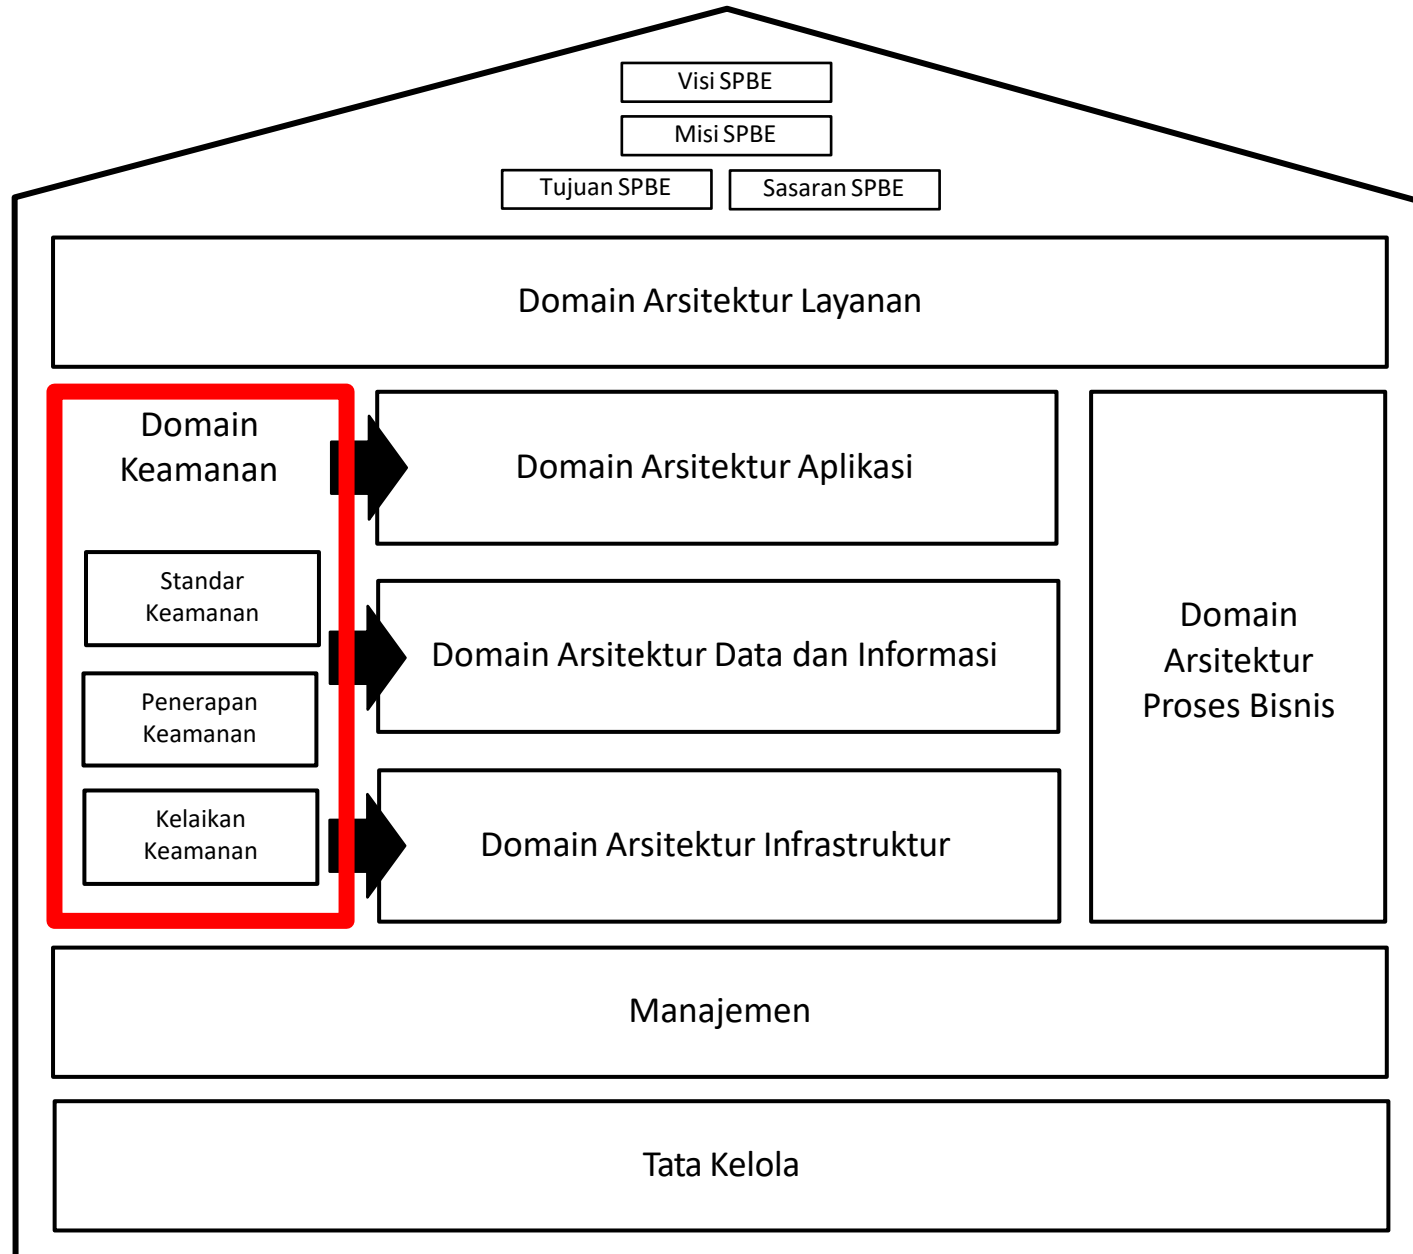 Visi SPBE
Misi SPBE
Tujuan SPBE
Sasaran SPBE
Domain Arsitektur Layanan
Domain
Keamanan
Standar
Keamanan
Penerapan
Keamanan
Kelaikan
Keamanan
Domain Arsitektur Aplikasi
Domain Arsitektur Data dan Informasi
Domain Arsitektur Infrastruktur
Domain
Arsitektur
Proses Bisnis
Manajemen
Tata Kelola